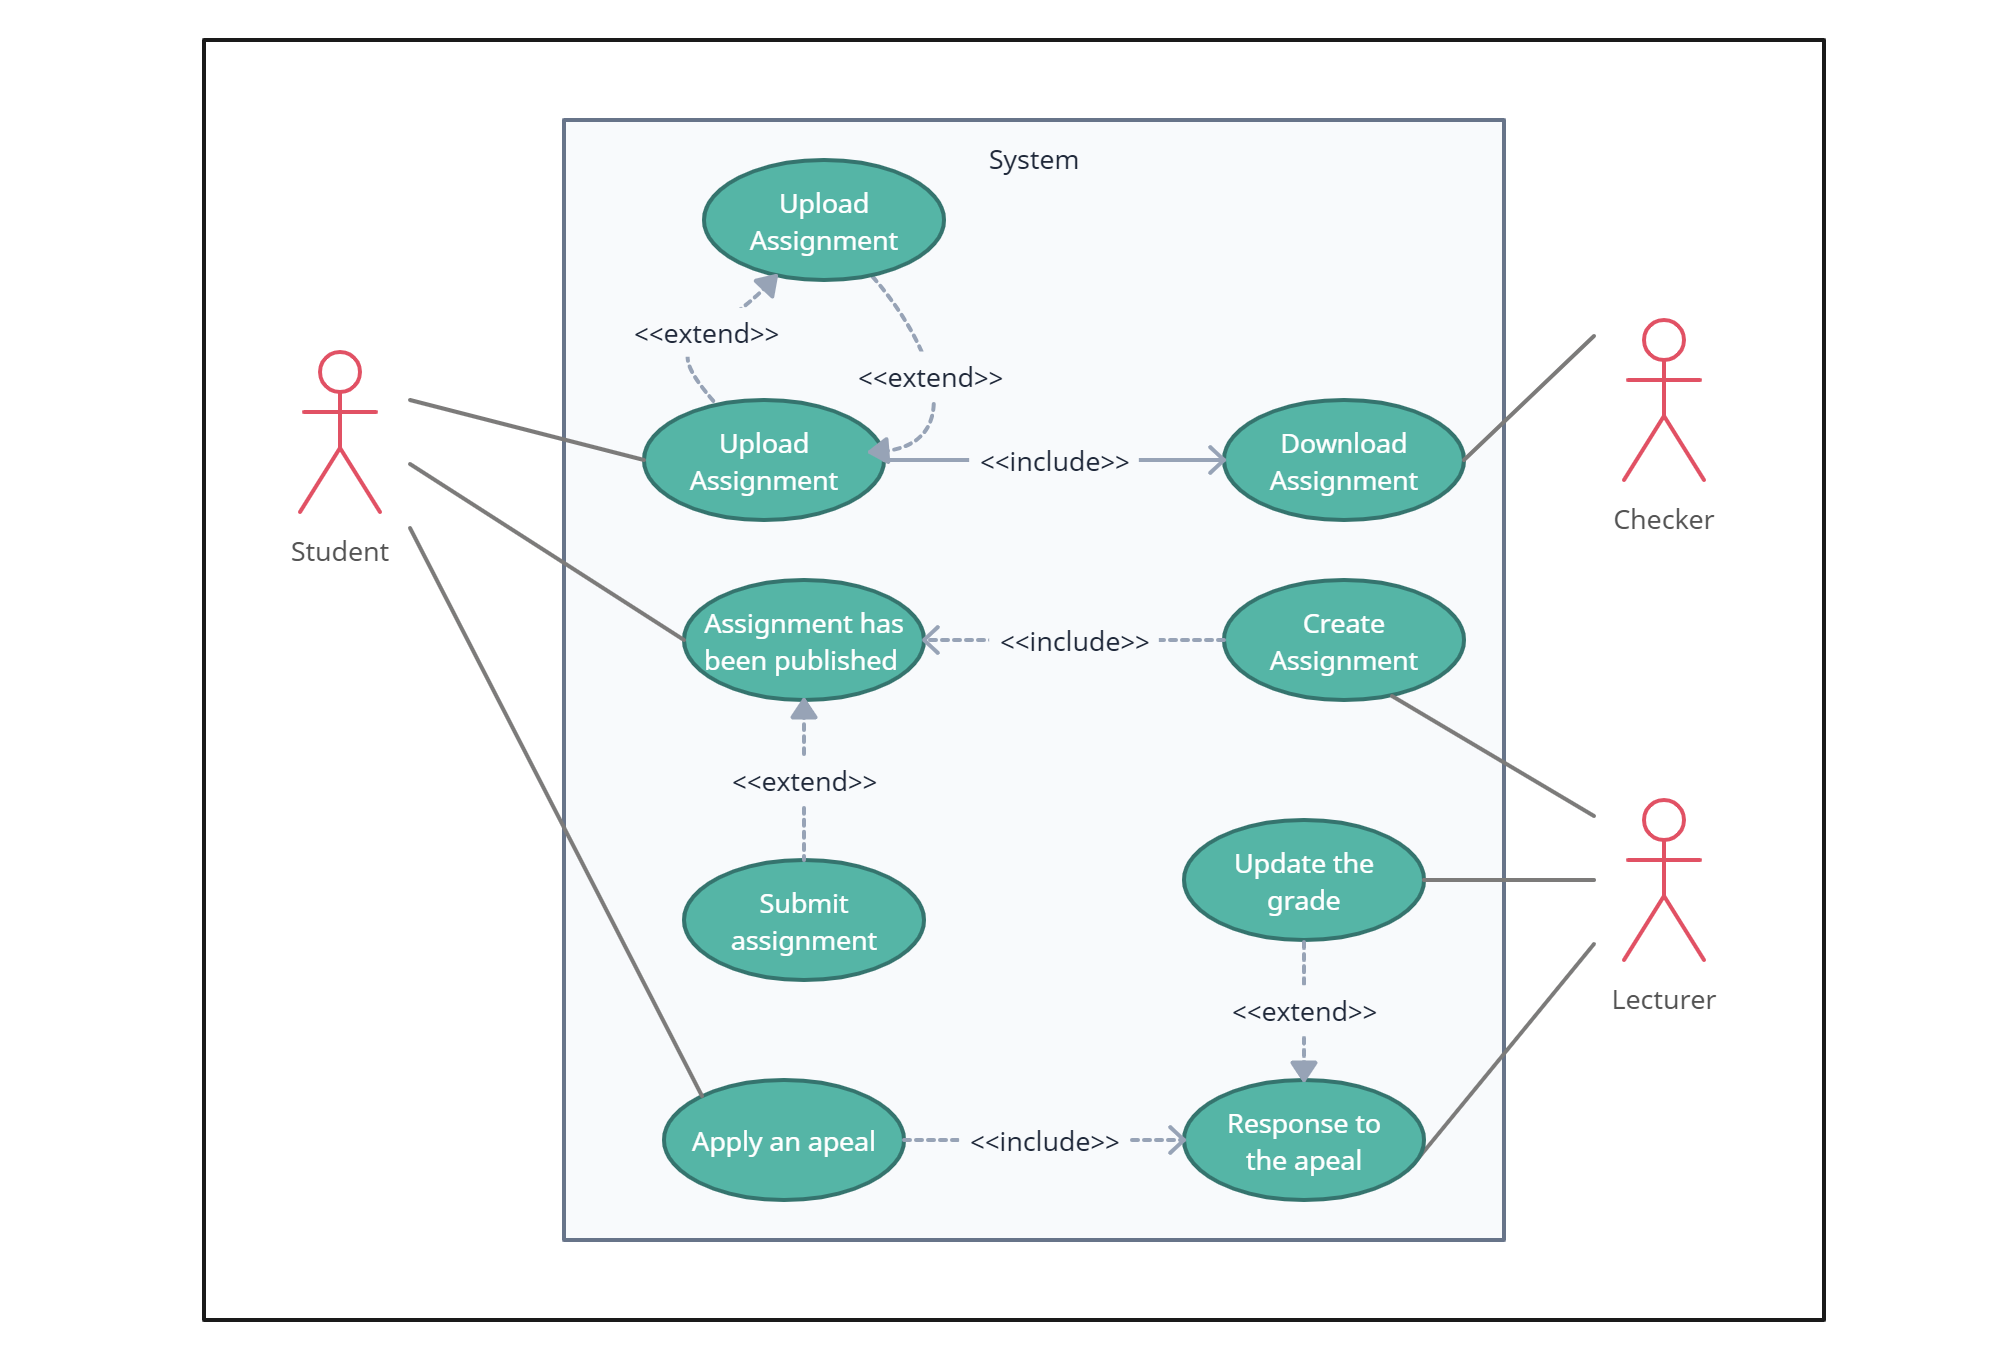 System
Upload
Assignment
<<extend>>
<<extend>>
Upload
Assignment
<<include>>
Download
Assignment
Student
Checker
Assignment has
been published
<<include>>
Create
Assignment
<<extend>>
Submit
assignment
Update the
grade
Lecturer
<<extend>>
Apply an apeal
<<include>>
Response to
the apeal